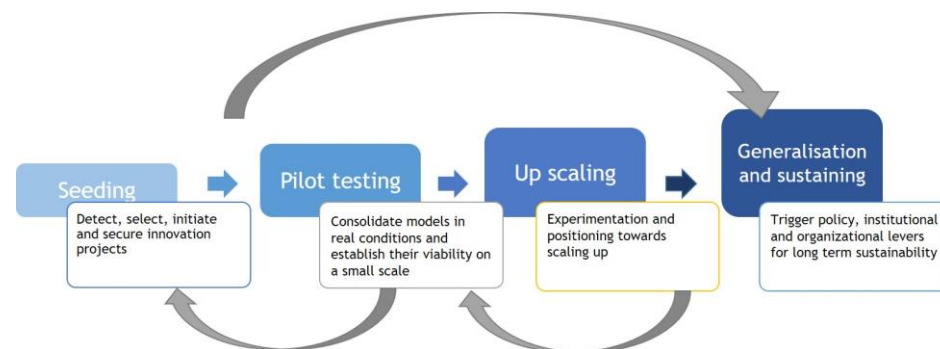 Seeding
Detect, select, initiate
and secure innovation
projects
Pilot testing
Consolidate models in
real conditions and
establish their viability on
a small scale
Up scaling
Experimentation and
positioning towards
scaling up
Generalisation
and sustaining
Trigger policy, institutional
and organizational levers
for long term sustainability